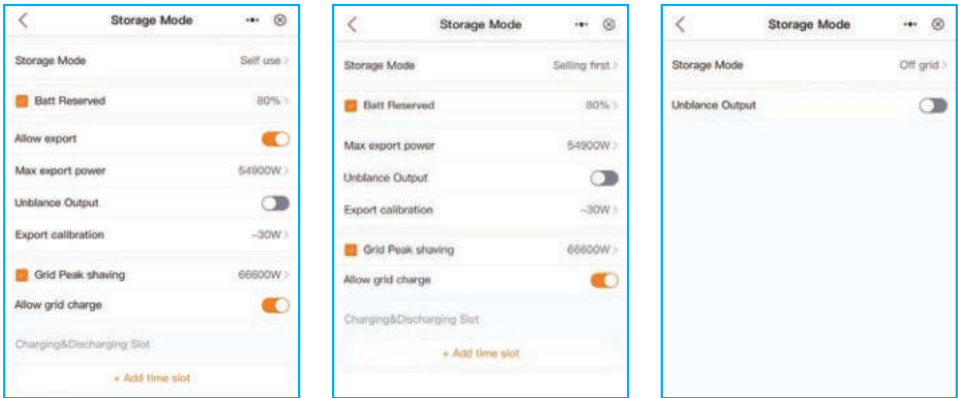 Storage Mode
Storage Mode Self use >
Batt Reserved 80% >
Allow export
Max export power 54900W >
Unblance Output
Export calibration -30W >
Grid Peak shaving 66600W >
Allow grid charge
Charging&Discharging Slot
+ Add time slot
Storage Mode
Storage Mode Selling first >
Batt Reserved 80% >
Max export power 54900W >
Unblance Output
Export calibration -30W >
Grid Peak shaving 66600W >
Allow grid charge
Charging&Discharging Slot
+ Add time slot
Storage Mode
Storage Mode Off grid >
Unblance Output